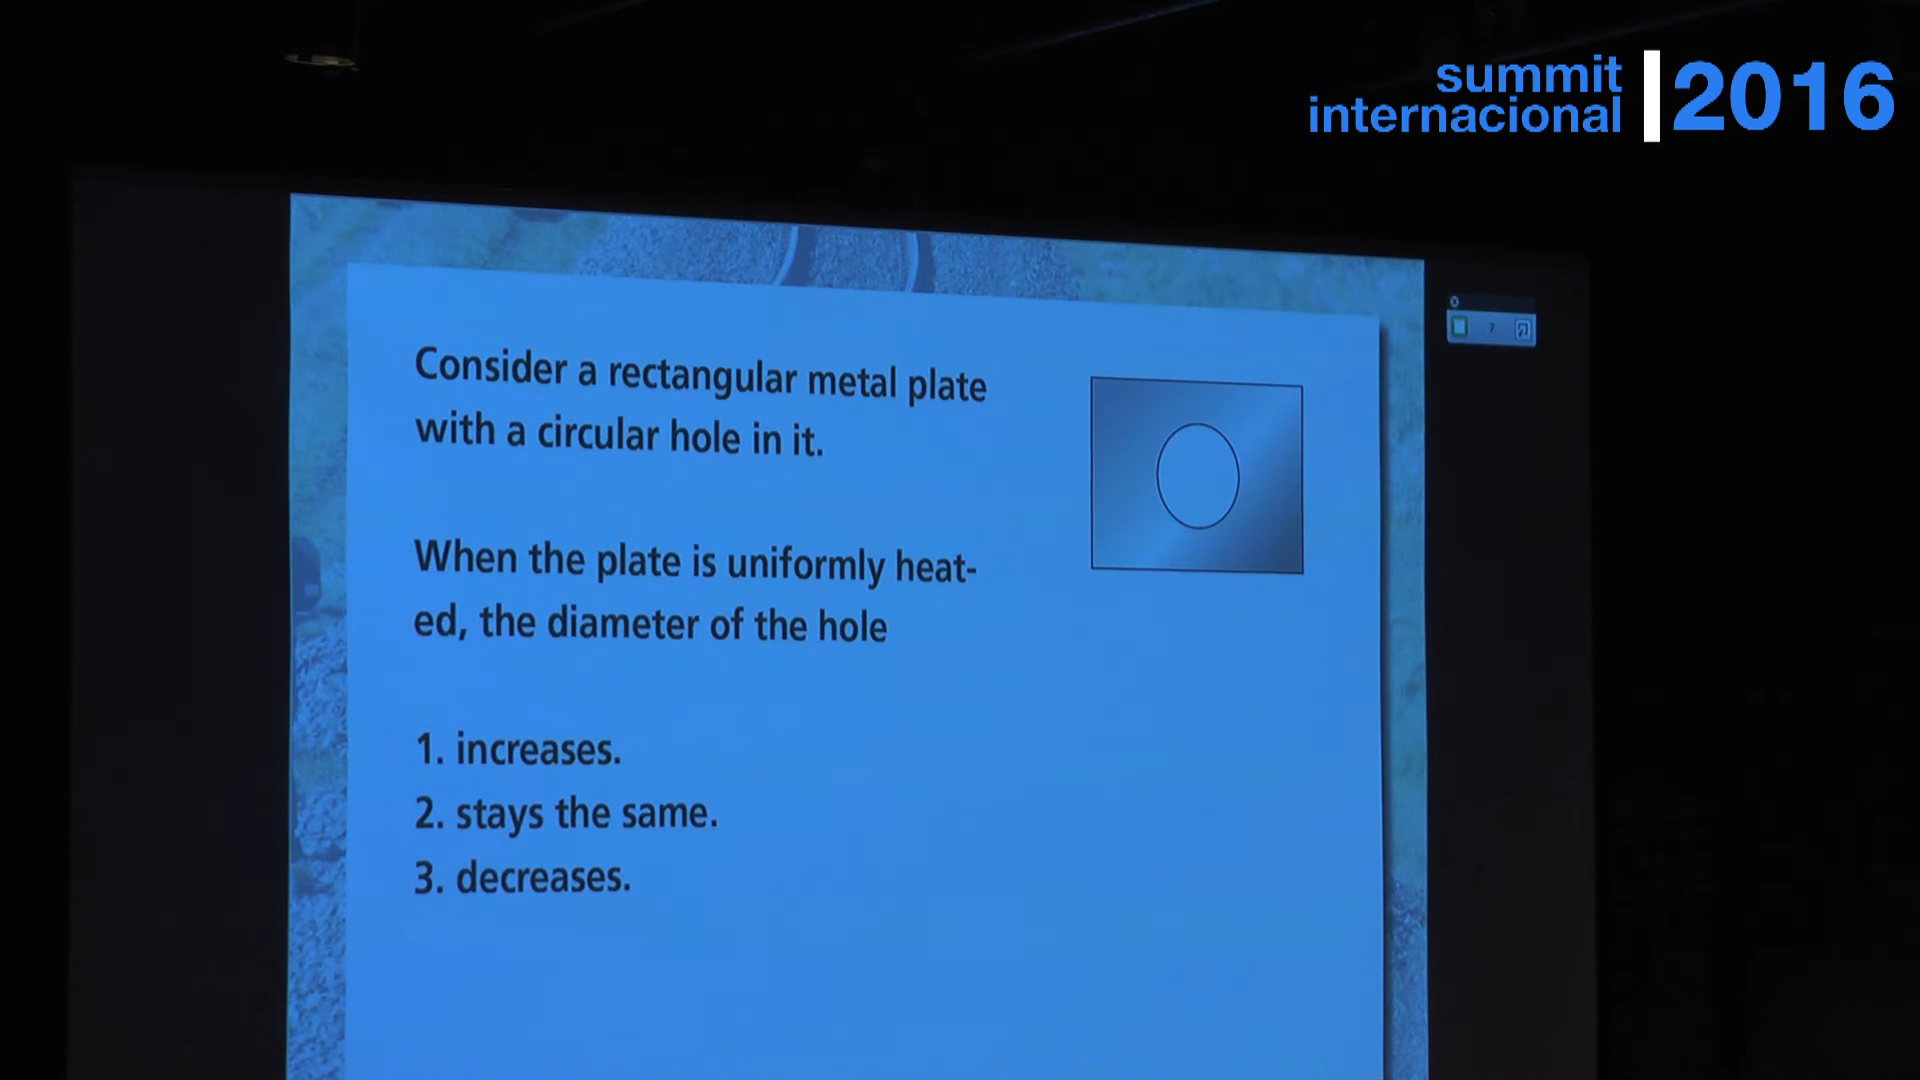 summit
internacional
2016
Consider a rectangular metal plate
with a circular hole in it.
When the plate is uniformly heat-
ed, the diameter of the hole
1. increases.
2. stays the same.
3. decreases.
7